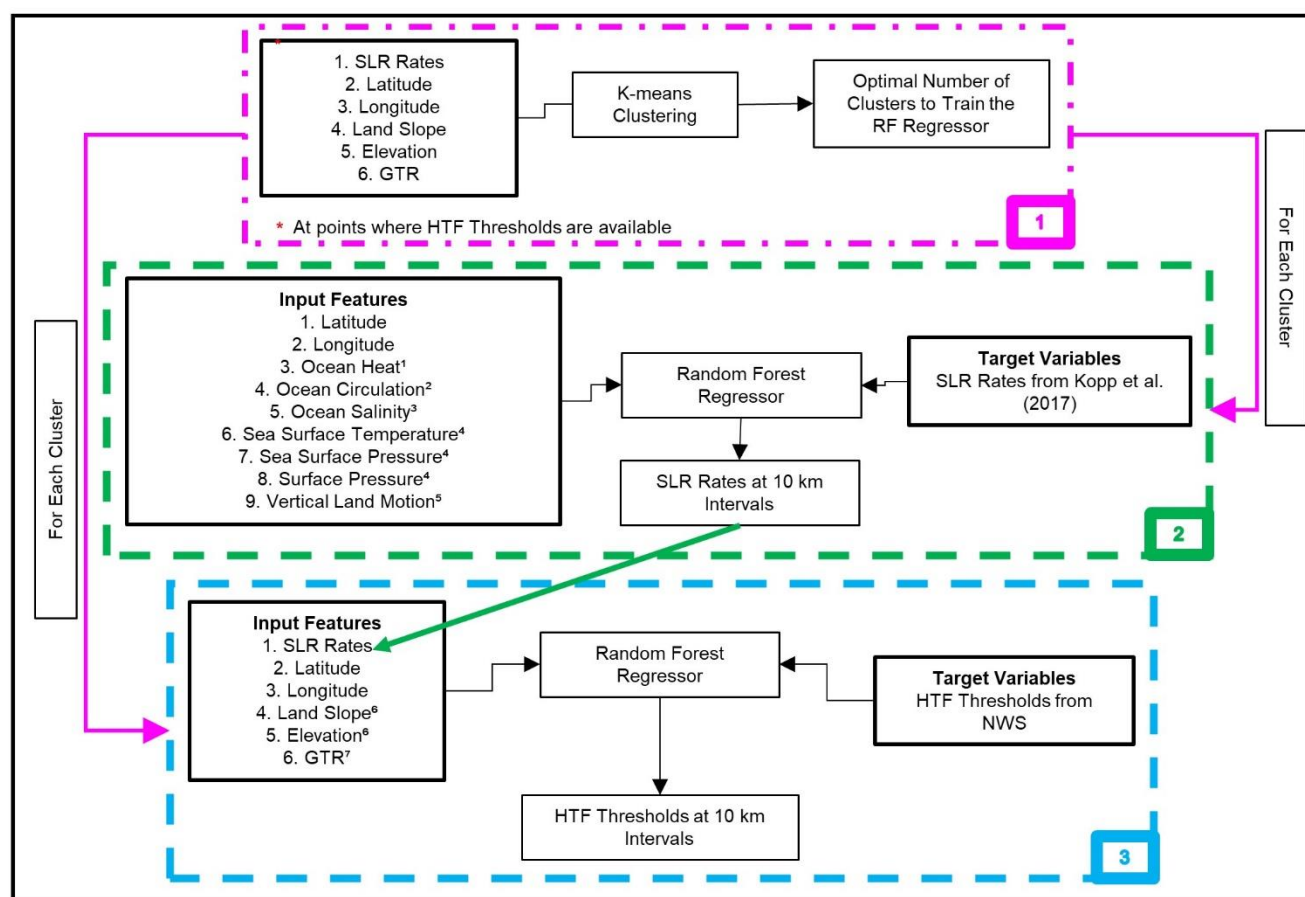 *
1. SLR Rates
2. Latitude
3. Longitude
4. Land Slope
5. Elevation
6. GTR
K-means
Clustering
Optimal Number of
Clusters to Train the
RF Regressor
* At points where HTF Thresholds are available
1
For Each Cluster
For Each Cluster
Input Features
1. Latitude
2. Longitude
3. Ocean Heat¹
4. Ocean Circulation²
5. Ocean Salinity³
6. Sea Surface Temperature⁴
7. Sea Surface Pressure⁴
8. Surface Pressure⁴
9. Vertical Land Motion⁵
Random Forest
Regressor
Target Variables
SLR Rates from Kopp et al.
(2017)
SLR Rates at 10 km
Intervals
2
Input Features
1. SLR Rates
2. Latitude
3. Longitude
4. Land Slope⁶
5. Elevation⁶
6. GTR⁷
Random Forest
Regressor
Target Variables
HTF Thresholds from
NWS
HTF Thresholds at 10 km
Intervals
3